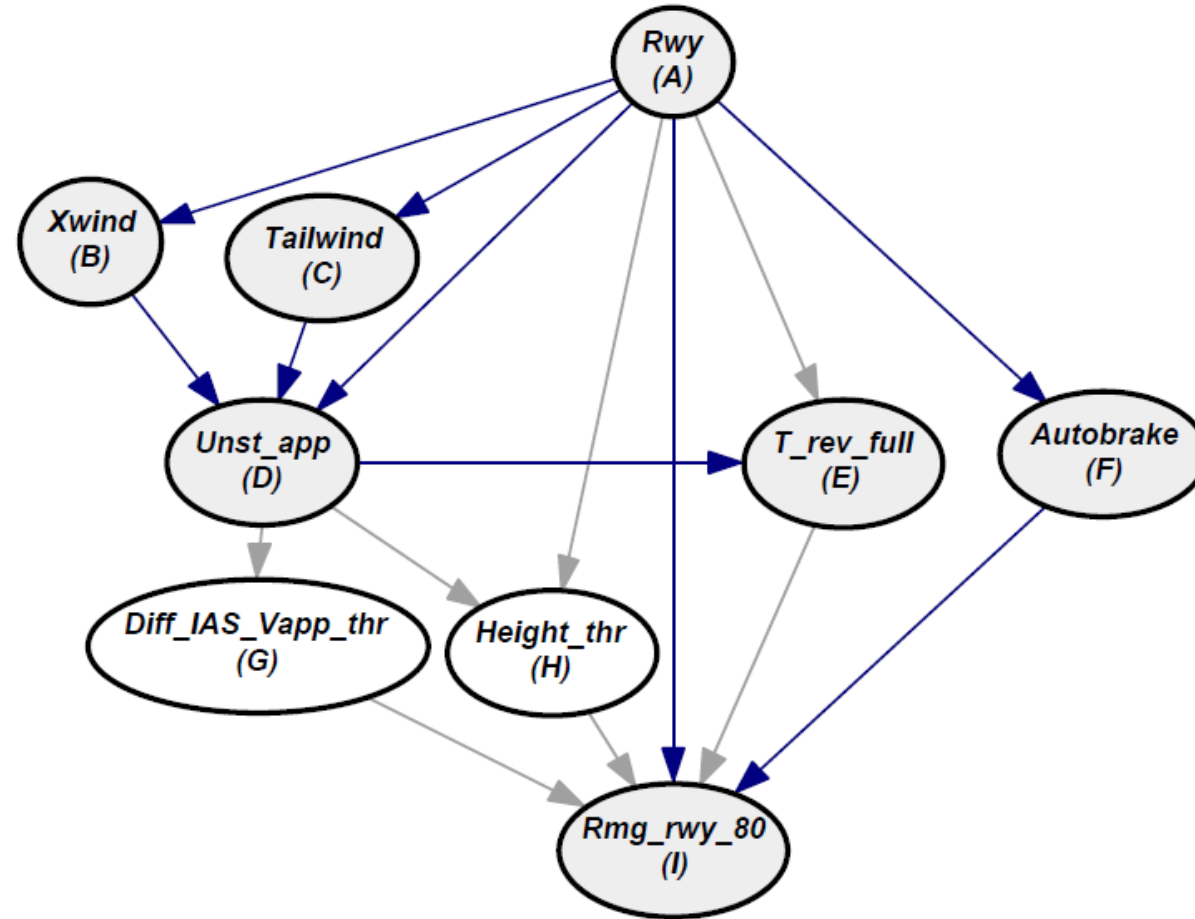 Rwy
(A)
Xwind
(B)
Tailwind
(C)
Unst_app
(D)
T_rev_full
(E)
Autobrake
(F)
Diff_IAS_Vapp_thr
(G)
Height_thr
(H)
Rmg_rwy_80
(I)